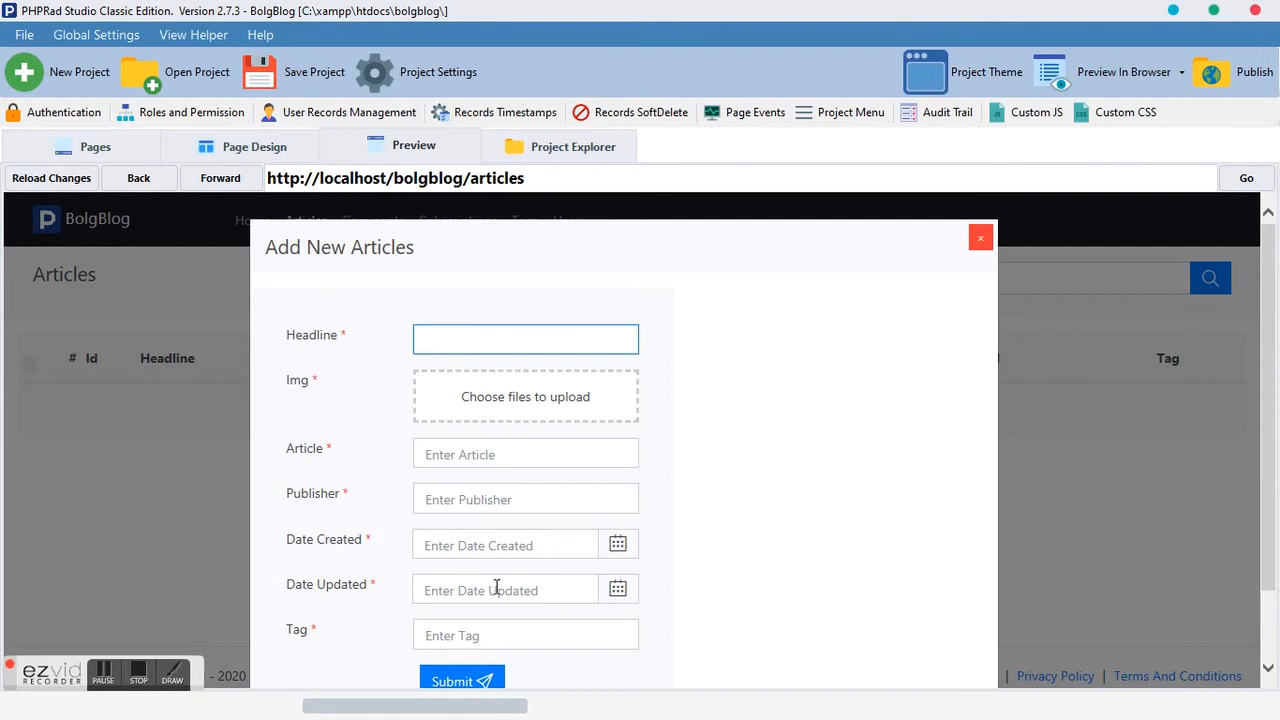 PHPRad Studio Classic Edition. Version 2.7.3 - BolgBlog [C:\xampp\htdocs\bolgblog\]
File Global Settings View Helper Help
New Project Open Project Save Project Project Settings Project Theme Preview In Browser Publish
Authentication Roles and Permission User Records Management Records Timestamps Records SoftDelete Page Events Project Menu Audit Trail Custom JS Custom CSS
Pages Page Design Preview Project Explorer
Reload Changes Back Forward http://localhost/bolgblog/articles Go
BolgBlog
Add New Articles ×
Articles
Headline *
Img * Choose files to upload
# Id Headline Tag
Article * Enter Article
Publisher * Enter Publisher
Date Created * Enter Date Created
Date Updated * Enter Date Updated
Tag * Enter Tag
Submit
ezvid
RECORDER PAUSE STOP DRAW - 2020 | Privacy Policy | Terms And Conditions